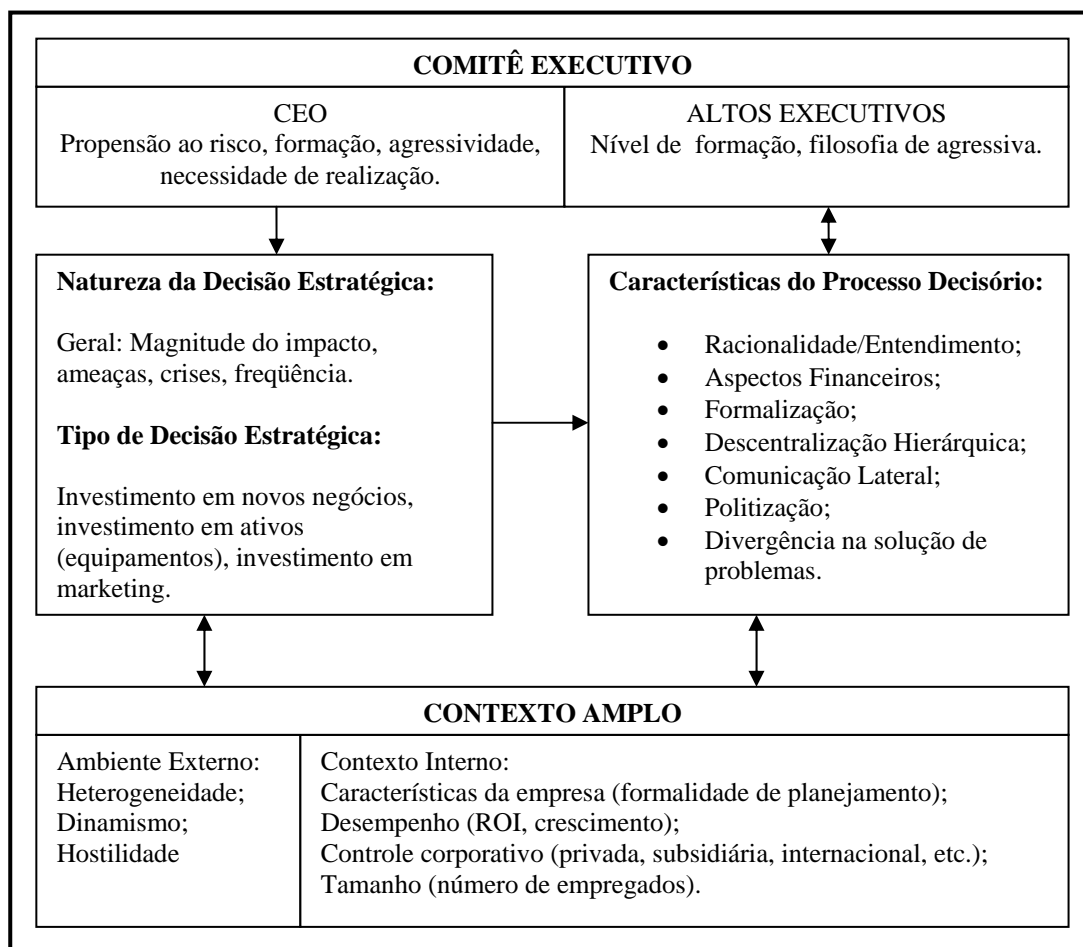 COMITÊ EXECUTIVO
CEO
Propensão ao risco, formação, agressividade,
necessidade de realização.
ALTOS EXECUTIVOS
Nível de formação, filosofia de agressiva.
Natureza da Decisão Estratégica:
Geral: Magnitude do impacto,
ameaças, crises, freqüência.
Tipo de Decisão Estratégica:
Investimento em novos negócios,
investimento em ativos
(equipamentos), investimento em
marketing.
Características do Processo Decisório:
• Racionalidade/Entendimento;
• Aspectos Financeiros;
• Formalização;
• Descentralização Hierárquica;
• Comunicação Lateral;
• Politização;
• Divergência na solução de
problemas.
CONTEXTO AMPLO
Ambiente Externo:
Heterogeneidade;
Dinamismo;
Hostilidade
Contexto Interno:
Características da empresa (formalidade de planejamento);
Desempenho (ROI, crescimento);
Controle corporativo (privada, subsidiária, internacional, etc.);
Tamanho (número de empregados).